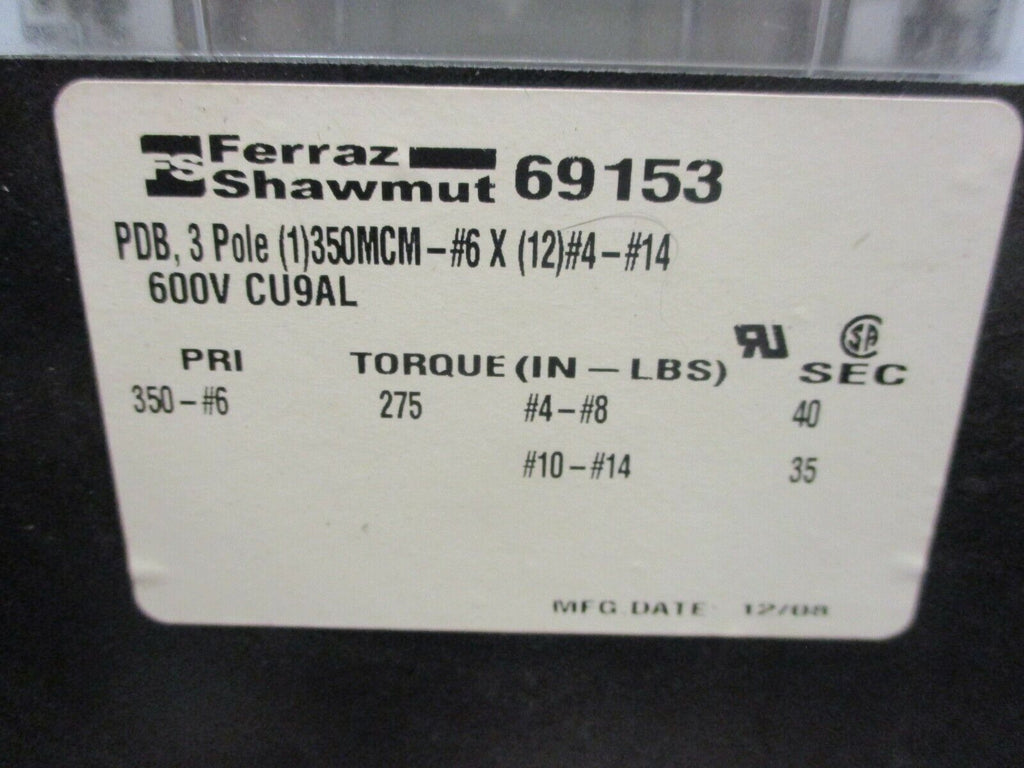 FS Ferraz Shawmut 69153
PDB, 3 Pole (1)350MCM-#6 X (12)#4-#14
600V CU9AL
PRI TORQUE (IN-LBS) SEC
350-#6 275 #4-#8 40
#10-#14 35
MFG. DATE 12/08